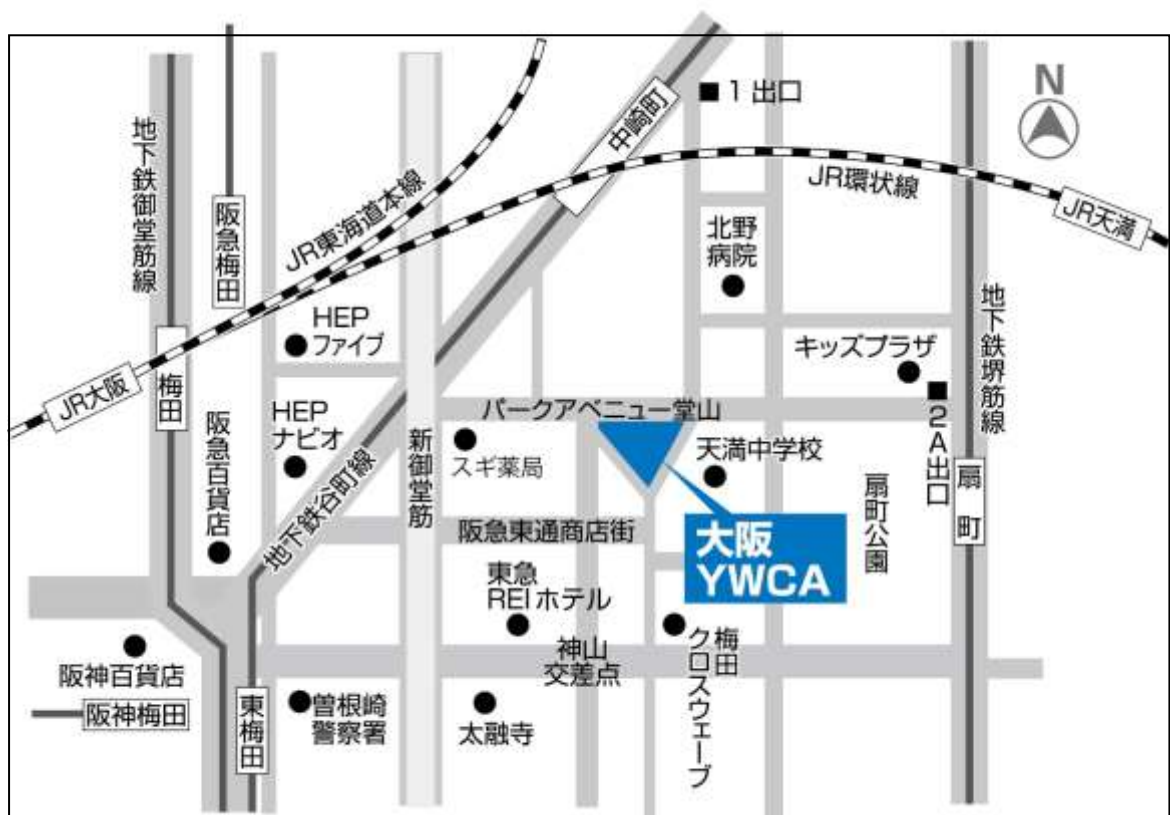 N
1出口
中崎町
地下鉄御堂筋線
阪急梅田
JR東海道本線
JR環状線
JR天満
北野
病院
HEP
ファイブ
キッズプラザ
地下鉄堺筋線
JR大阪
梅田
阪急百貨店
HEP
ナビオ
地下鉄谷町線
新御堂筋
パークアベニュー堂山
スギ薬局
天満中学校
2A出口
扇町公園
扇町
阪急東通商店街
大阪
YWCA
東急
REIホテル
神山
交差点
梅田
クロスウェーブ
阪神百貨店
阪神梅田
東梅田
曽根崎
警察署
太融寺